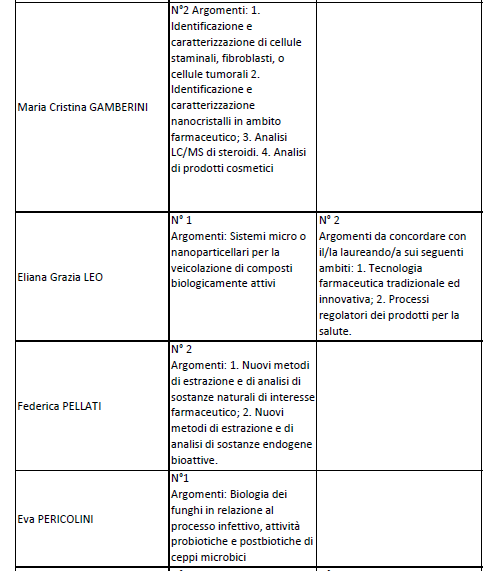 N°2 Argomenti: 1.
Identificazione e
caratterizzazione di cellule
staminali, fibroblasti, o
cellule tumorali 2.
Identificazione e
caratterizzazione
nanocristalli in ambito
farmaceutico; 3. Analisi
LC/MS di steroidi. 4. Analisi
di prodotti cosmetici
Maria Cristina GAMBERINI
N° 1
Argomenti: Sistemi micro o
nanoparticellari per la
veicolazione di composti
biologicamente attivi
N° 2
Argomenti da concordare con
il/la laureando/a sui seguenti
ambiti: 1. Tecnologia
farmaceutica tradizionale ed
innovativa; 2. Processi
regolatori dei prodotti per la
salute.
Eliana Grazia LEO
N° 2
Argomenti: 1. Nuovi metodi
di estrazione e di analisi di
sostanze naturali di interesse
farmaceutico; 2. Nuovi
metodi di estrazione e di
analisi di sostanze endogene
bioattive.
Federica PELLATI
N°1
Argomenti: Biologia dei
funghi in relazione al
processo infettivo, attività
probiotiche e postbiotiche di
ceppi microbici
Eva PERICOLINI